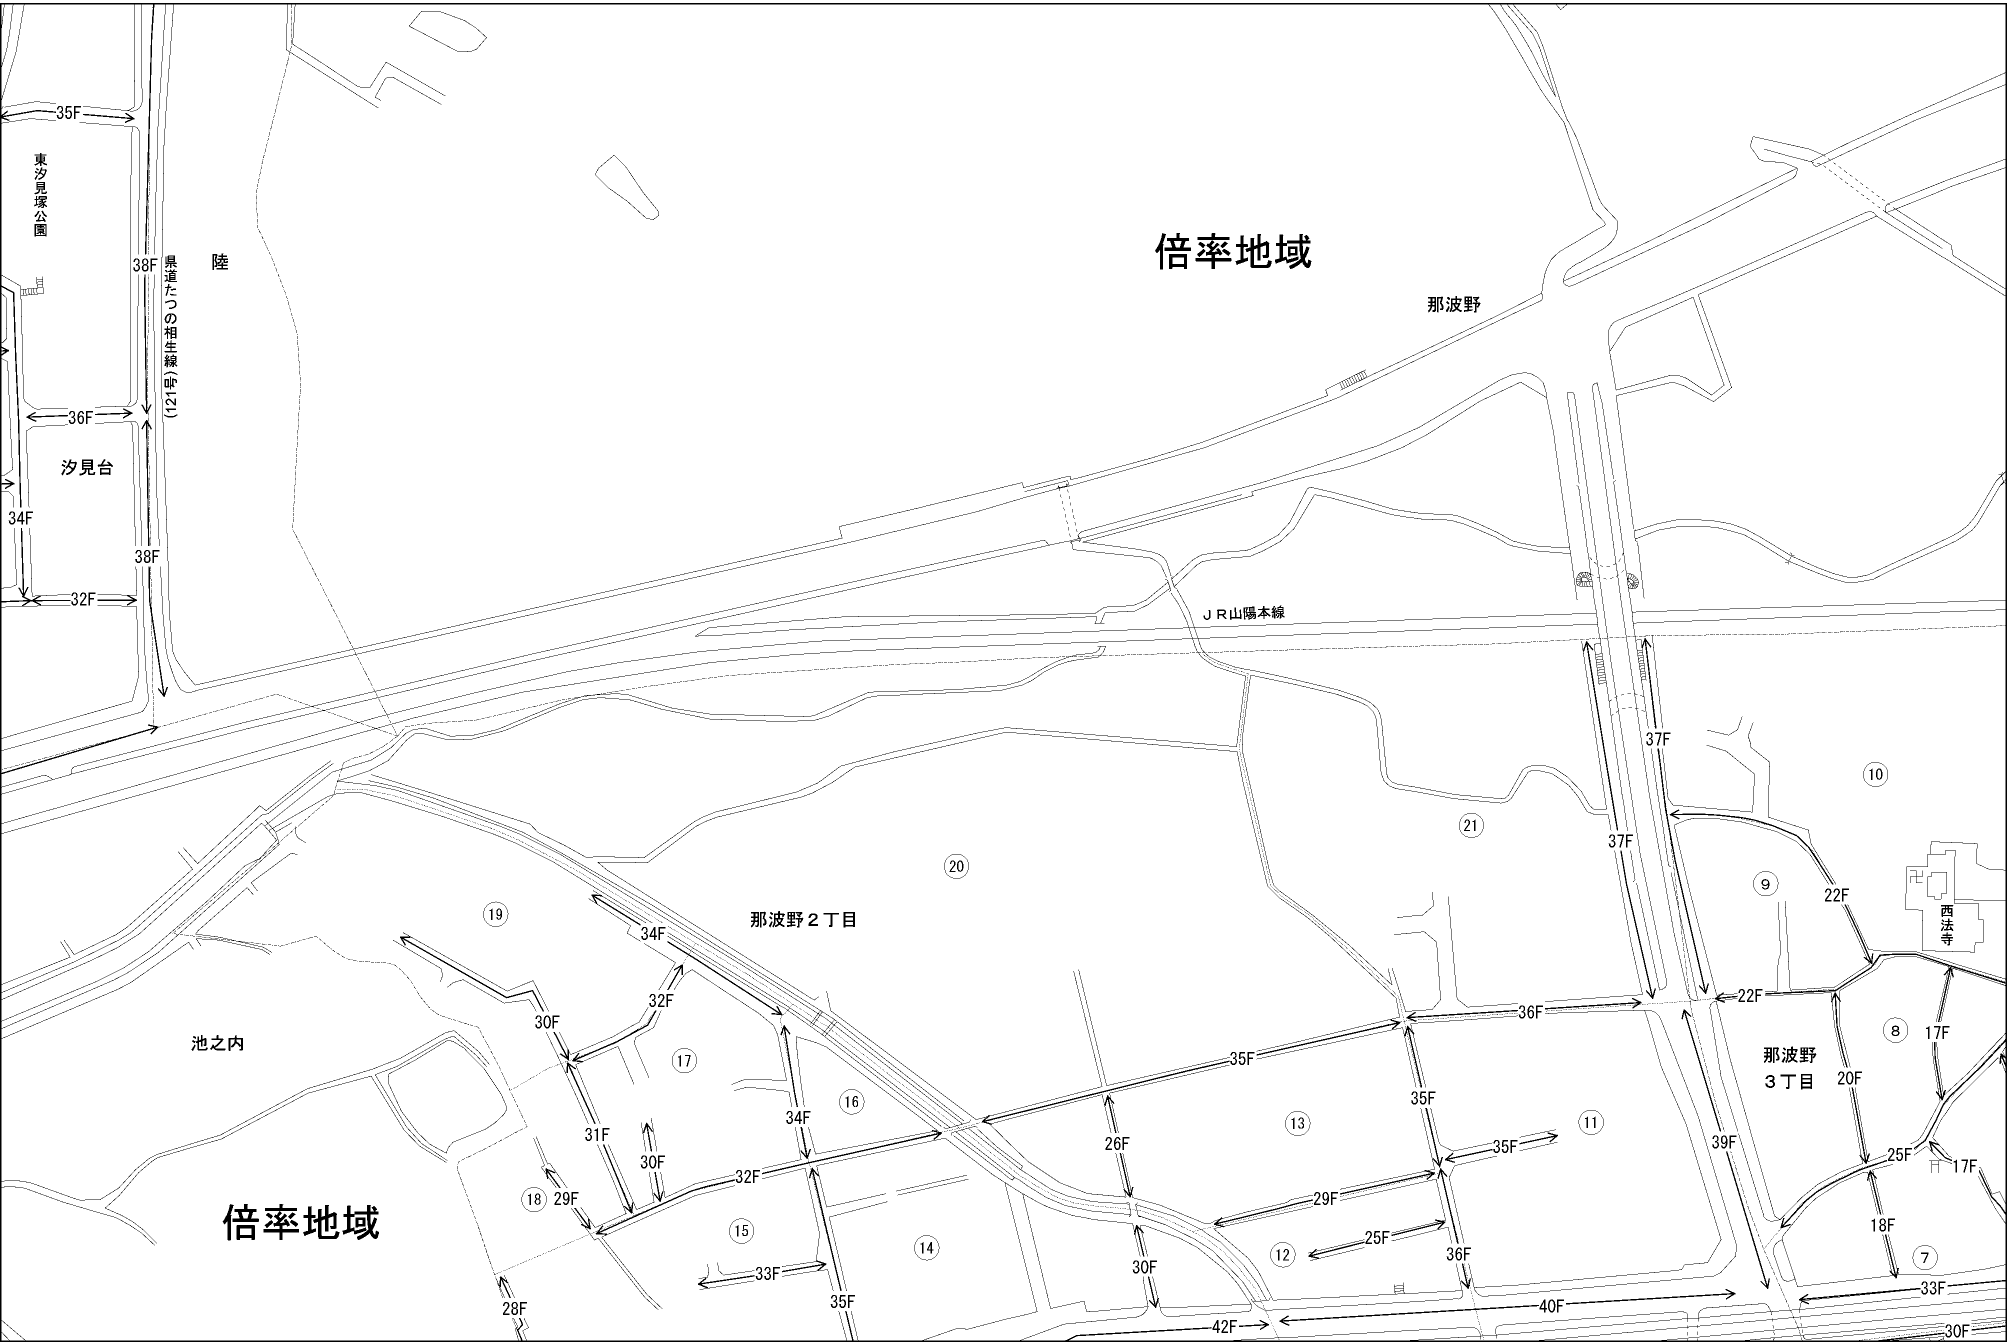 35F
東汐見塚公園
38F
県道たつの相生線(121号)
陸
倍率地域
那波野
36F
汐見台
34F
38F
32F
ＪＲ山陽本線
37F
37F
⑩
㉑
⑳
⑨
22F
西法寺
⑲
34F
那波野２丁目
32F
30F
22F
36F
池之内
⑰
35F
⑧
17F
那波野
３丁目
20F
⑯
34F
35F
31F
26F
⑬
⑪
39F
30F
32F
35F
25F
17F
⑱
29F
29F
18F
⑮
⑭
⑫
25F
36F
⑦
倍率地域
33F
30F
33F
28F
35F
42F
40F
30F